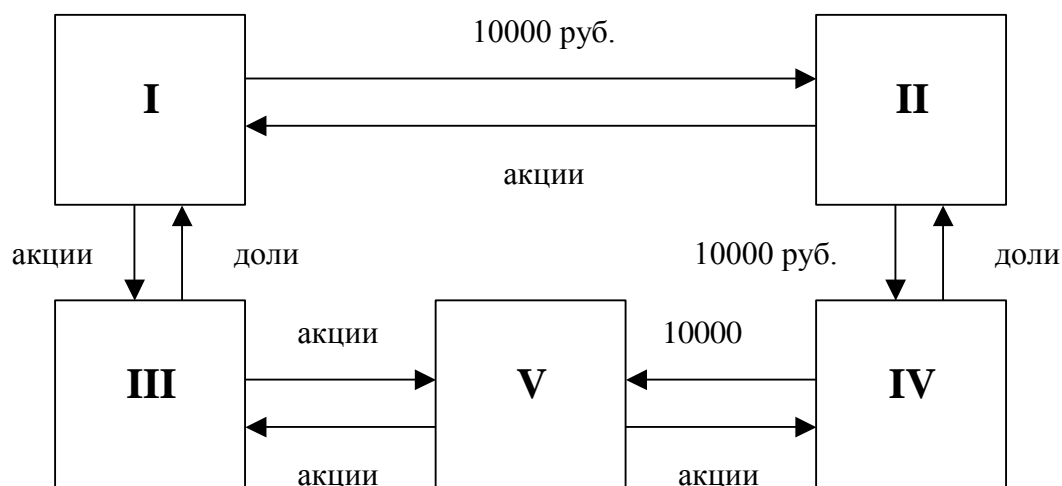 10000 руб.
I
II
акции
акции
доли
10000 руб.
доли
акции
10000
III
V
IV
акции
акции